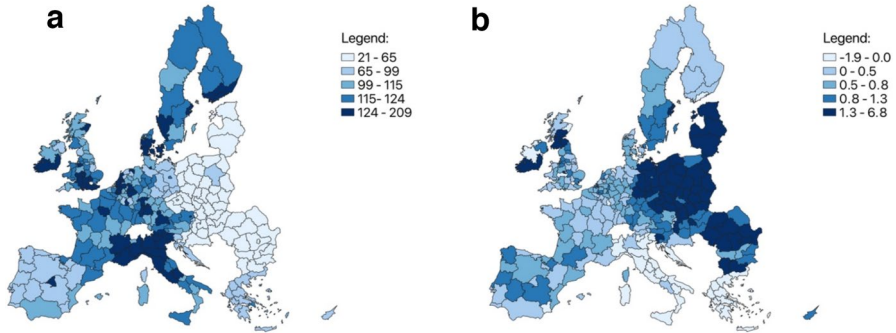 a
Legend:
21 - 65
65 - 99
99 - 115
115- 124
124 - 209
b
Legend:
-1.9 - 0.0
0 - 0.5
0.5 - 0.8
0.8 - 1.3
1.3 - 6.8